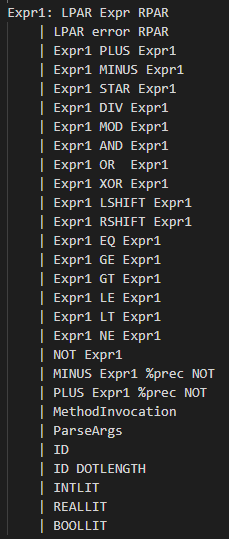 Expr1: LPAR Expr RPAR
| LPAR error RPAR
| Expr1 PLUS Expr1
| Expr1 MINUS Expr1
| Expr1 STAR Expr1
| Expr1 DIV Expr1
| Expr1 MOD Expr1
| Expr1 AND Expr1
| Expr1 OR  Expr1
| Expr1 XOR Expr1
| Expr1 LSHIFT Expr1
| Expr1 RSHIFT Expr1
| Expr1 EQ Expr1
| Expr1 GE Expr1
| Expr1 GT Expr1
| Expr1 LE Expr1
| Expr1 LT Expr1
| Expr1 NE Expr1
| NOT Expr1
| MINUS Expr1 %prec NOT
| PLUS Expr1 %prec NOT
| MethodInvocation
| ParseArgs
| ID
| ID DOTLENGTH
| INTLIT
| REALLIT
| BOOLLIT